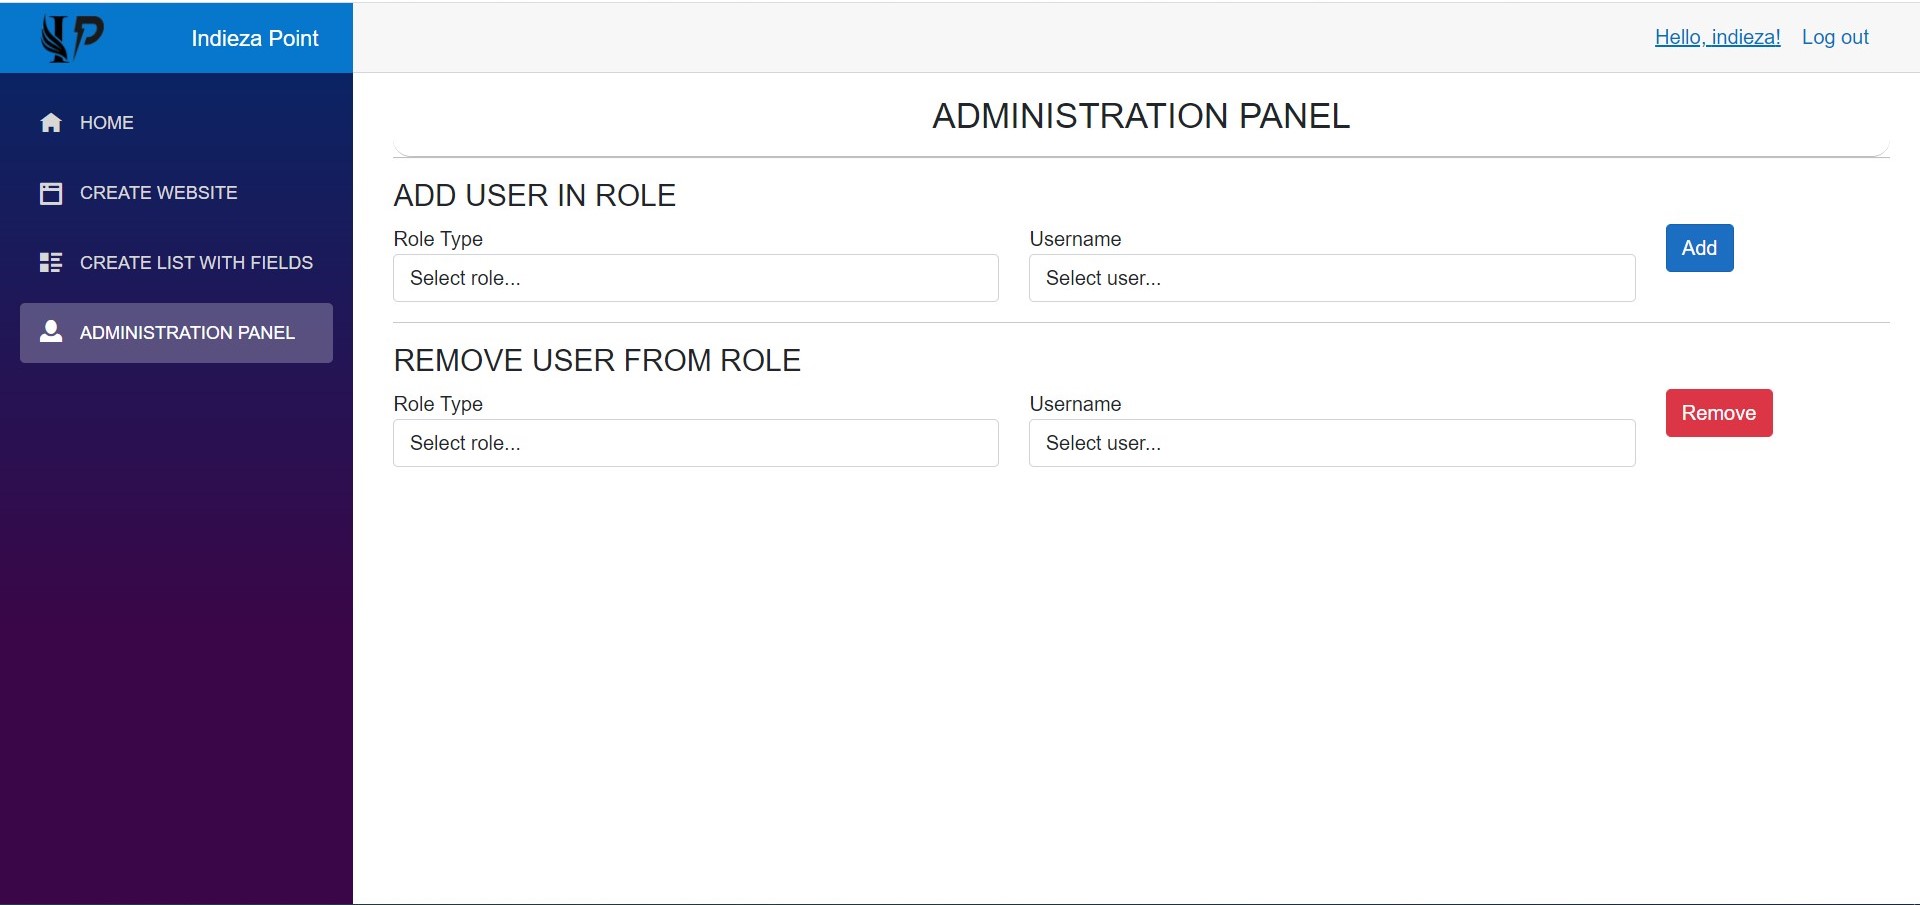 IP Indieza Point
Hello, indieza! Log out
HOME
CREATE WEBSITE
CREATE LIST WITH FIELDS
ADMINISTRATION PANEL
ADMINISTRATION PANEL
ADD USER IN ROLE
Role Type Username
Select role... Select user... Add
REMOVE USER FROM ROLE
Role Type Username
Select role... Select user... Remove